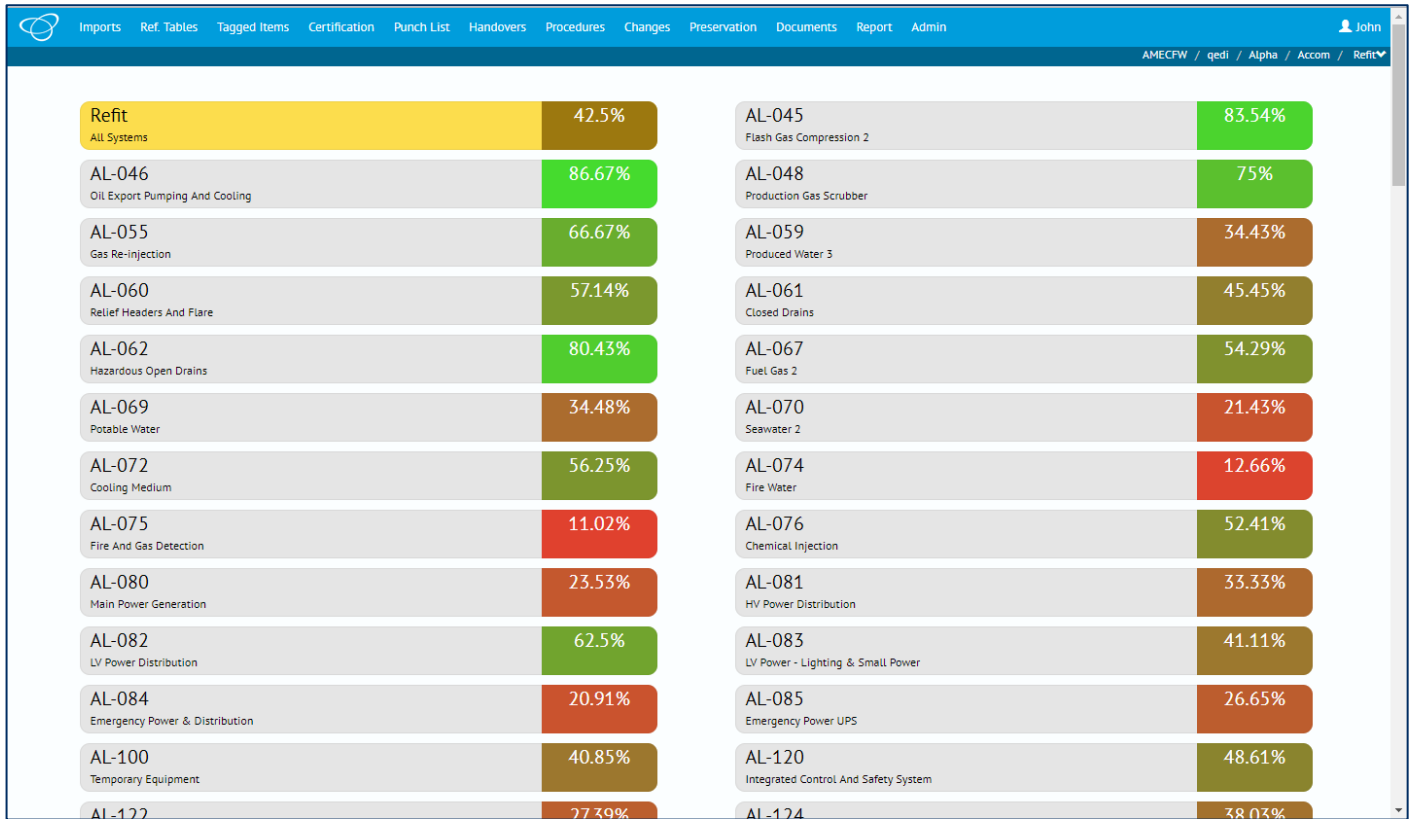 Imports Ref. Tables Tagged Items Certification Punch List Handovers Procedures Changes Preservation Documents Report Admin John
AMECFW / qedi / Alpha / Accom / Refit
Refit 42.5%
All Systems
AL-045 83.54%
Flash Gas Compression 2
AL-046 86.67%
Oil Export Pumping And Cooling
AL-048 75%
Production Gas Scrubber
AL-055 66.67%
Gas Re-injection
AL-059 34.43%
Produced Water 3
AL-060 57.14%
Relief Headers And Flare
AL-061 45.45%
Closed Drains
AL-062 80.43%
Hazardous Open Drains
AL-067 54.29%
Fuel Gas 2
AL-069 34.48%
Potable Water
AL-070 21.43%
Seawater 2
AL-072 56.25%
Cooling Medium
AL-074 12.66%
Fire Water
AL-075 11.02%
Fire And Gas Detection
AL-076 52.41%
Chemical Injection
AL-080 23.53%
Main Power Generation
AL-081 33.33%
HV Power Distribution
AL-082 62.5%
LV Power Distribution
AL-083 41.11%
LV Power - Lighting & Small Power
AL-084 20.91%
Emergency Power & Distribution
AL-085 26.65%
Emergency Power UPS
AL-100 40.85%
Temporary Equipment
AL-120 48.61%
Integrated Control And Safety System
AL-122 27.39%
AL-124 38.03%